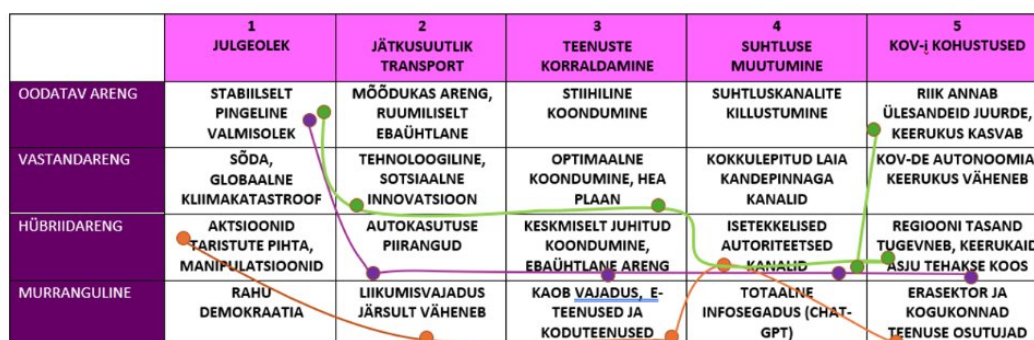 1
JULGEOLEK
2
JÄTKUSUUTLIK
TRANSPORT
3
TEENUSTE
KORRALDAMINE
4
SUHTLUSE
MUUTUMINE
5
KOV-i KOHUSTUSED
OODATAV ARENG
STABIILSELT
PINGELINE
VALMISOLEK
MÕÕDUKAS ARENG,
RUUMILISELT
EBAÜHTLANE
STIIHILINE
KOONDUMINE
SUHTLUSKANALITE
KILLUSTUMINE
RIIK ANNAB
ÜLESANDEID JUURDE,
KEERUKUS KASVAB
VASTANDARENG
SÕDA,
GLOBAALNE
KLIIMAKATASTROOF
TEHNOLOOGILINE,
SOTSIAALNE
INNOVATSIOON
OPTIMAALNE
KOONDUMINE, HEA
PLAAN
KOKKULEPITUD LAIA
KANDEPINNAGA
KANALID
KOV-DE AUTONOOMIA
KEERUKUS VÄHENEB
HÜBRIIDARENG
AKTSIOONID
TARISTUTE PIHTA,
MANIPULATSIOONID
AUTOKASUTUSE
PIIRANGUD
KESKMISELT JUHITUD
KOONDUMINE,
EBAÜHTLANE ARENG
ISETEKKELISED
AUTORITEETSED
KANALID
REGIOONI TASAND
TUGEVNEB, KEERUKAID
ASJU TEHAKSE KOOS
MURRANGULINE
RAHU
DEMOKRAATIA
LIIKUMISVAJADUS
JÄRSULT VÄHENEB
KAOB VAJADUS, E-
TEENUSED JA
KODUTEENUSED
TOTAALNE
INFOSEGADUS (CHAT-
GPT)
ERASEKTOR JA
KOGUKONNAD
TEENUSE OSUTUJAD